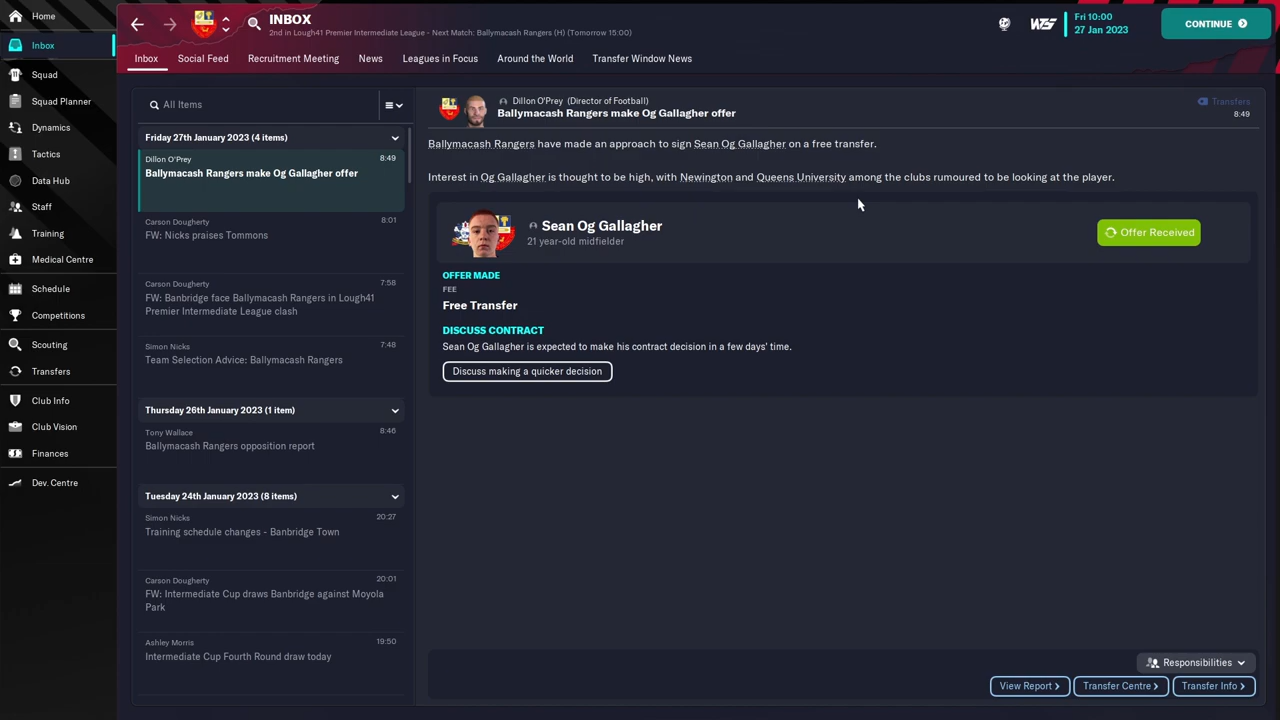 Home
Inbox
Squad
Squad Planner
Dynamics
Tactics
Data Hub
Staff
Training
Medical Centre
Schedule
Competitions
Scouting
Transfers
Club Info
Club Vision
Finances
Dev. Centre
INBOX
2nd in Lough41 Premier Intermediate League - Next Match: Ballymacash Rangers (H) (Tomorrow 15:00)
Fri 10:00
27 Jan 2023
CONTINUE
Inbox
Social Feed
Recruitment Meeting
News
Leagues in Focus
Around the World
Transfer Window News
All Items
Friday 27th January 2023 (4 items)
Dillon O'Prey
8:49
Ballymacash Rangers make Og Gallagher offer
Carson Dougherty
8:01
FW: Nicks praises Tommons
Carson Dougherty
7:58
FW: Banbridge face Ballymacash Rangers in Lough41
Premier Intermediate League clash
Simon Nicks
7:48
Team Selection Advice: Ballymacash Rangers
Thursday 26th January 2023 (1 item)
Tony Wallace
8:46
Ballymacash Rangers opposition report
Tuesday 24th January 2023 (8 items)
Simon Nicks
20:27
Training schedule changes - Banbridge Town
Carson Dougherty
20:01
FW: Intermediate Cup draws Banbridge against Moyola
Park
Ashley Morris
19:50
Intermediate Cup Fourth Round draw today
Dillon O'Prey (Director of Football)
Ballymacash Rangers make Og Gallagher offer
Transfers
8:49
Ballymacash Rangers have made an approach to sign Sean Og Gallagher on a free transfer.
Interest in Og Gallagher is thought to be high, with Newington and Queens University among the clubs rumoured to be looking at the player.
Sean Og Gallagher
21 year-old midfielder
Offer Received
OFFER MADE
FEE
Free Transfer
DISCUSS CONTRACT
Sean Og Gallagher is expected to make his contract decision in a few days' time.
Discuss making a quicker decision
Responsibilities
View Report
Transfer Centre
Transfer Info